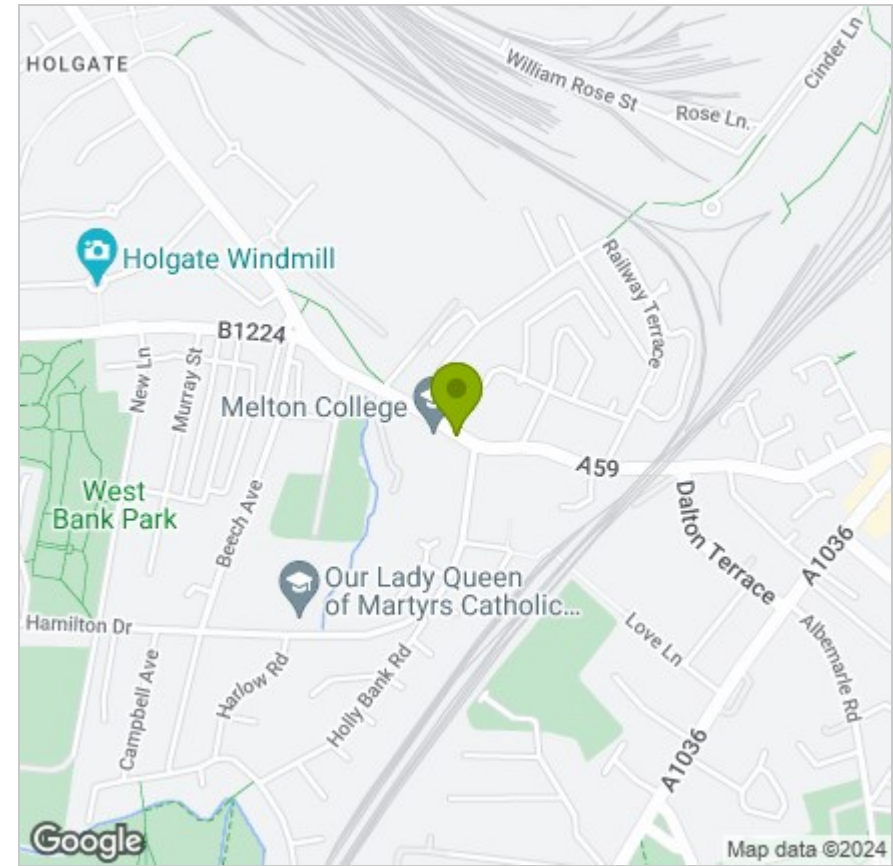 HOLGATE
William Rose St
Rose Ln.
Cinder Ln
Holgate Windmill
Railway Terrace
B1224
New Ln
Murray St
Melton College
A59
West
Bank Park
Beech Ave
Dalton Terrace
A1036
Our Lady Queen
of Martyrs Catholic...
Hamilton Dr
Love Ln
Albemarle Rd
Campbell Ave
Harlow Rd
Holly Bank Rd
A1036
Google
Map data ©2024